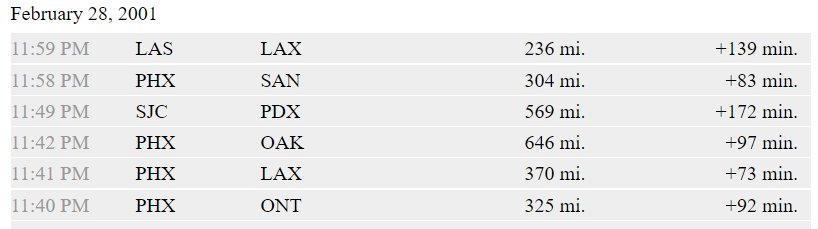 February 28, 2001
11:59 PM LAS LAX 236 mi. +139 min.
11:58 PM PHX SAN 304 mi. +83 min.
11:49 PM SJC PDX 569 mi. +172 min.
11:42 PM PHX OAK 646 mi. +97 min.
11:41 PM PHX LAX 370 mi. +73 min.
11:40 PM PHX ONT 325 mi. +92 min.